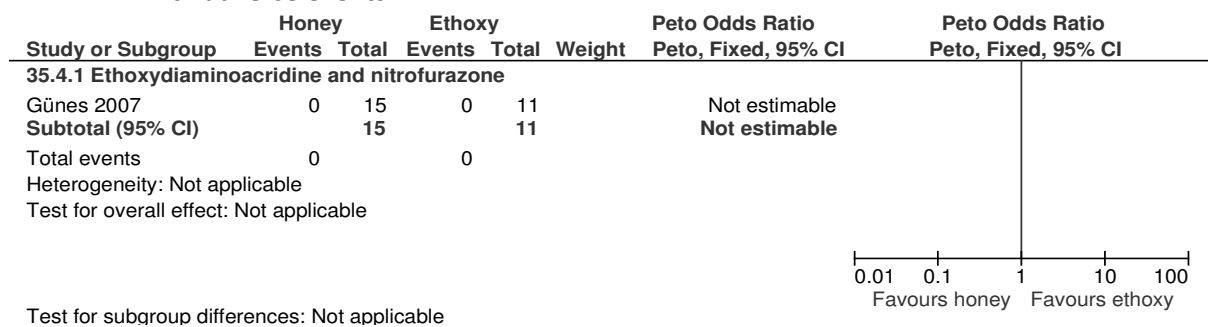 Honey Ethoxy Peto Odds Ratio Peto Odds Ratio
Study or Subgroup Events Total Events Total Weight Peto, Fixed, 95% CI Peto, Fixed, 95% CI
35.4.1 Ethoxydiaminoacridine and nitrofurazone
Günes 2007 0 15 0 11 Not estimable
Subtotal (95% CI) 15 11 Not estimable
Total events 0 0
Heterogeneity: Not applicable
Test for overall effect: Not applicable
0.01 0.1 1 10 100
Favours honey Favours ethoxy
Test for subgroup differences: Not applicable